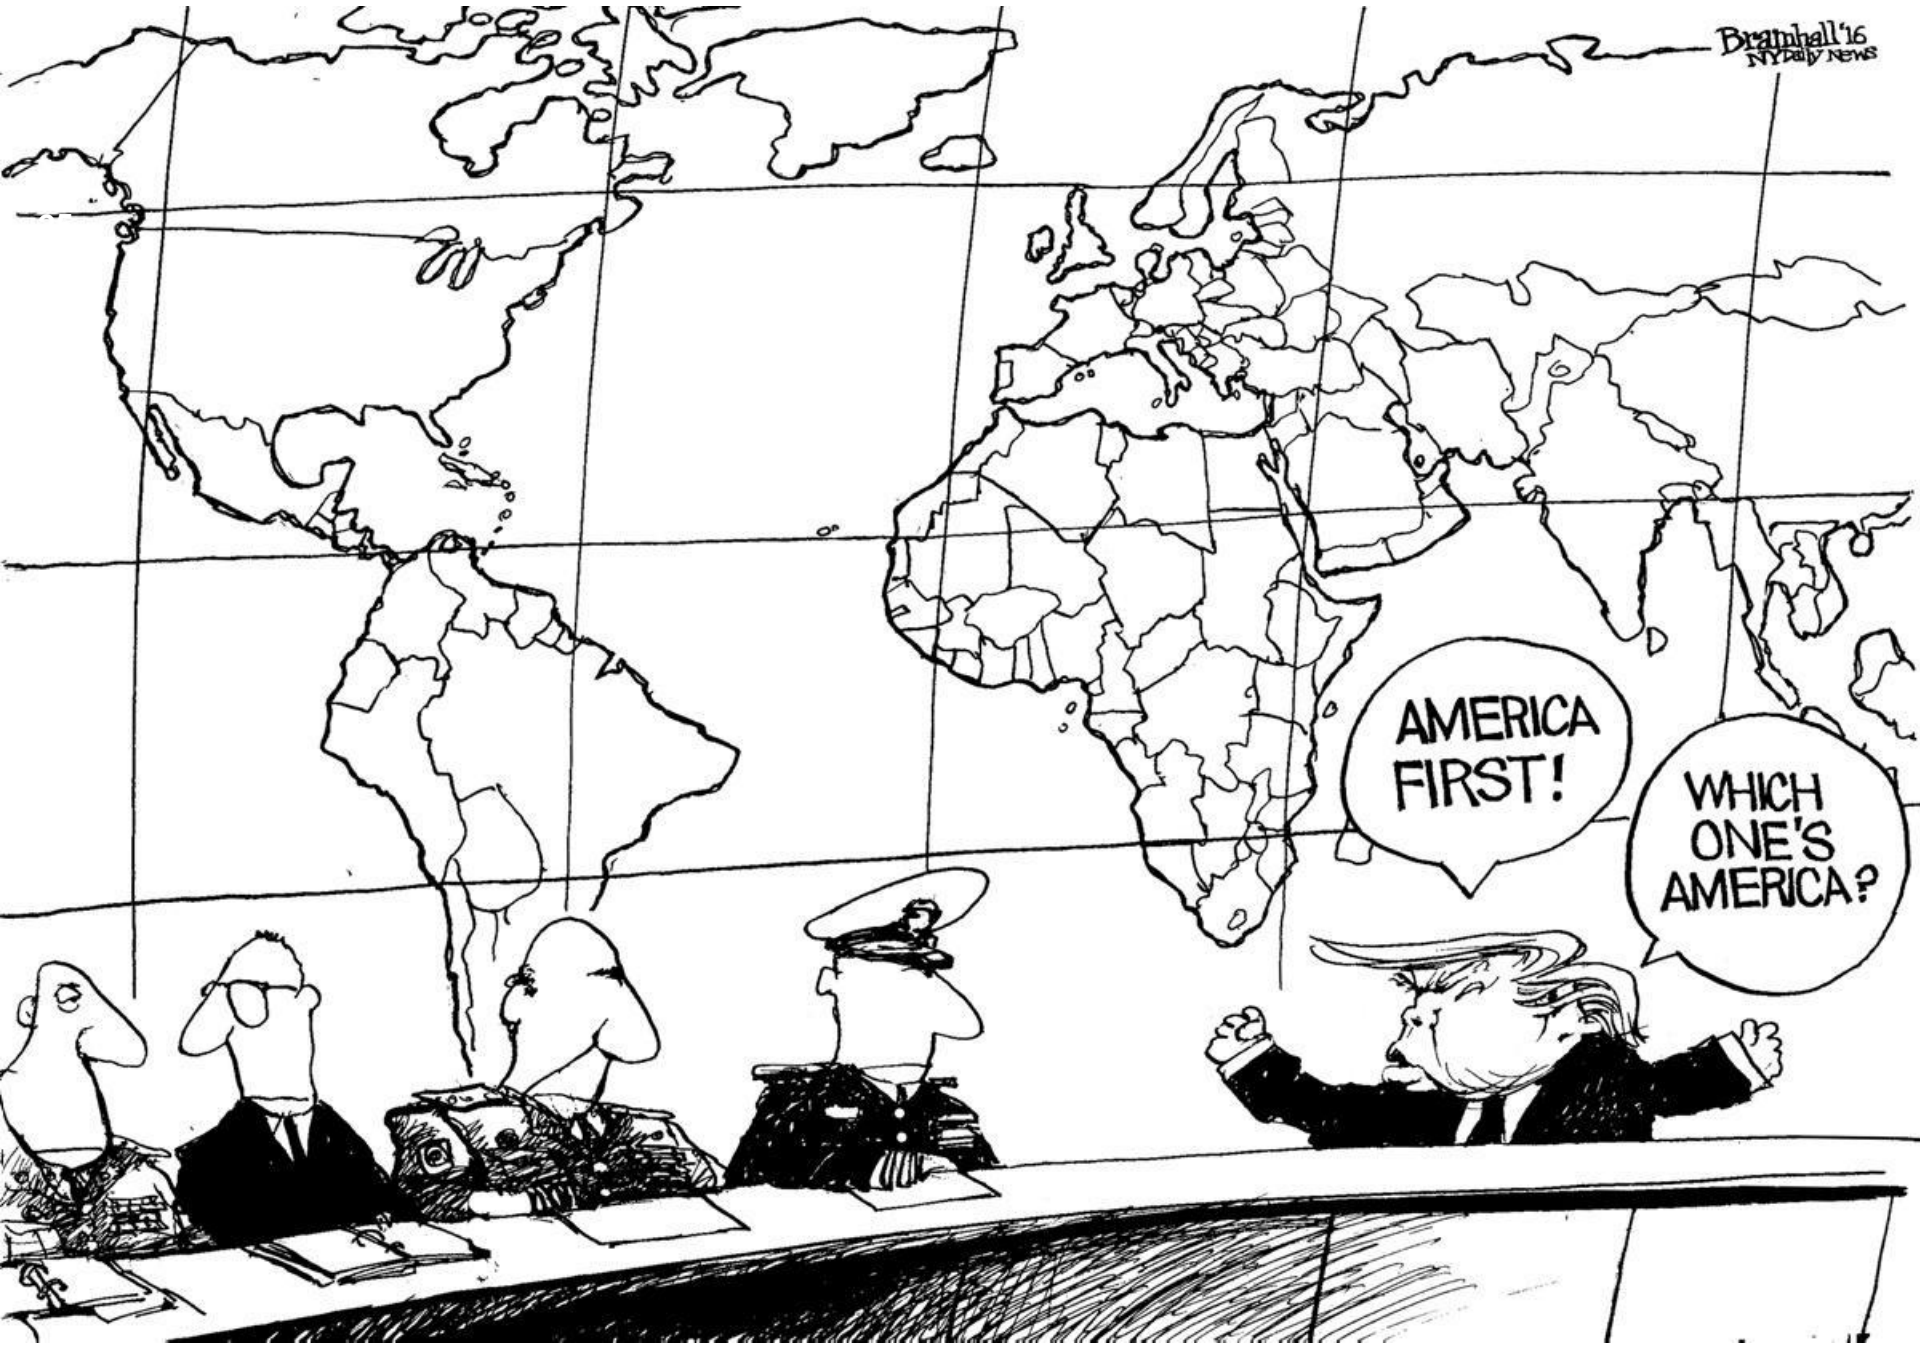 Bramhall '16
NY Daily News
AMERICA
FIRST!
WHICH
ONE'S
AMERICA?